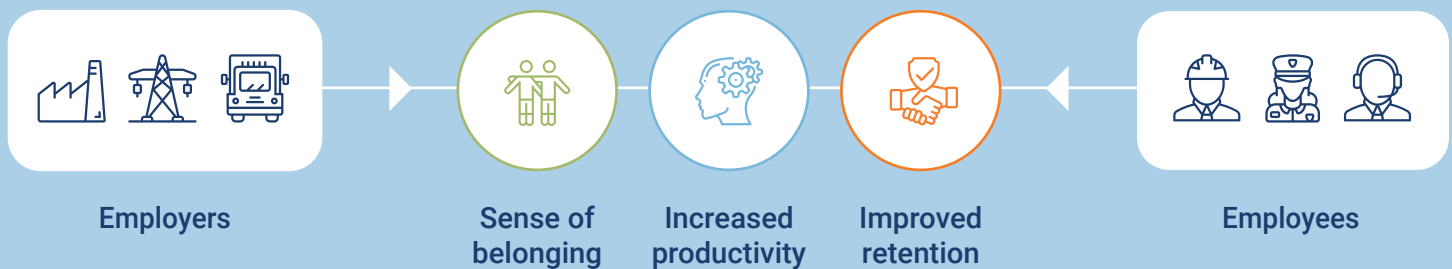 Employers
Sense of
belonging
Increased
productivity
Improved
retention
Employees